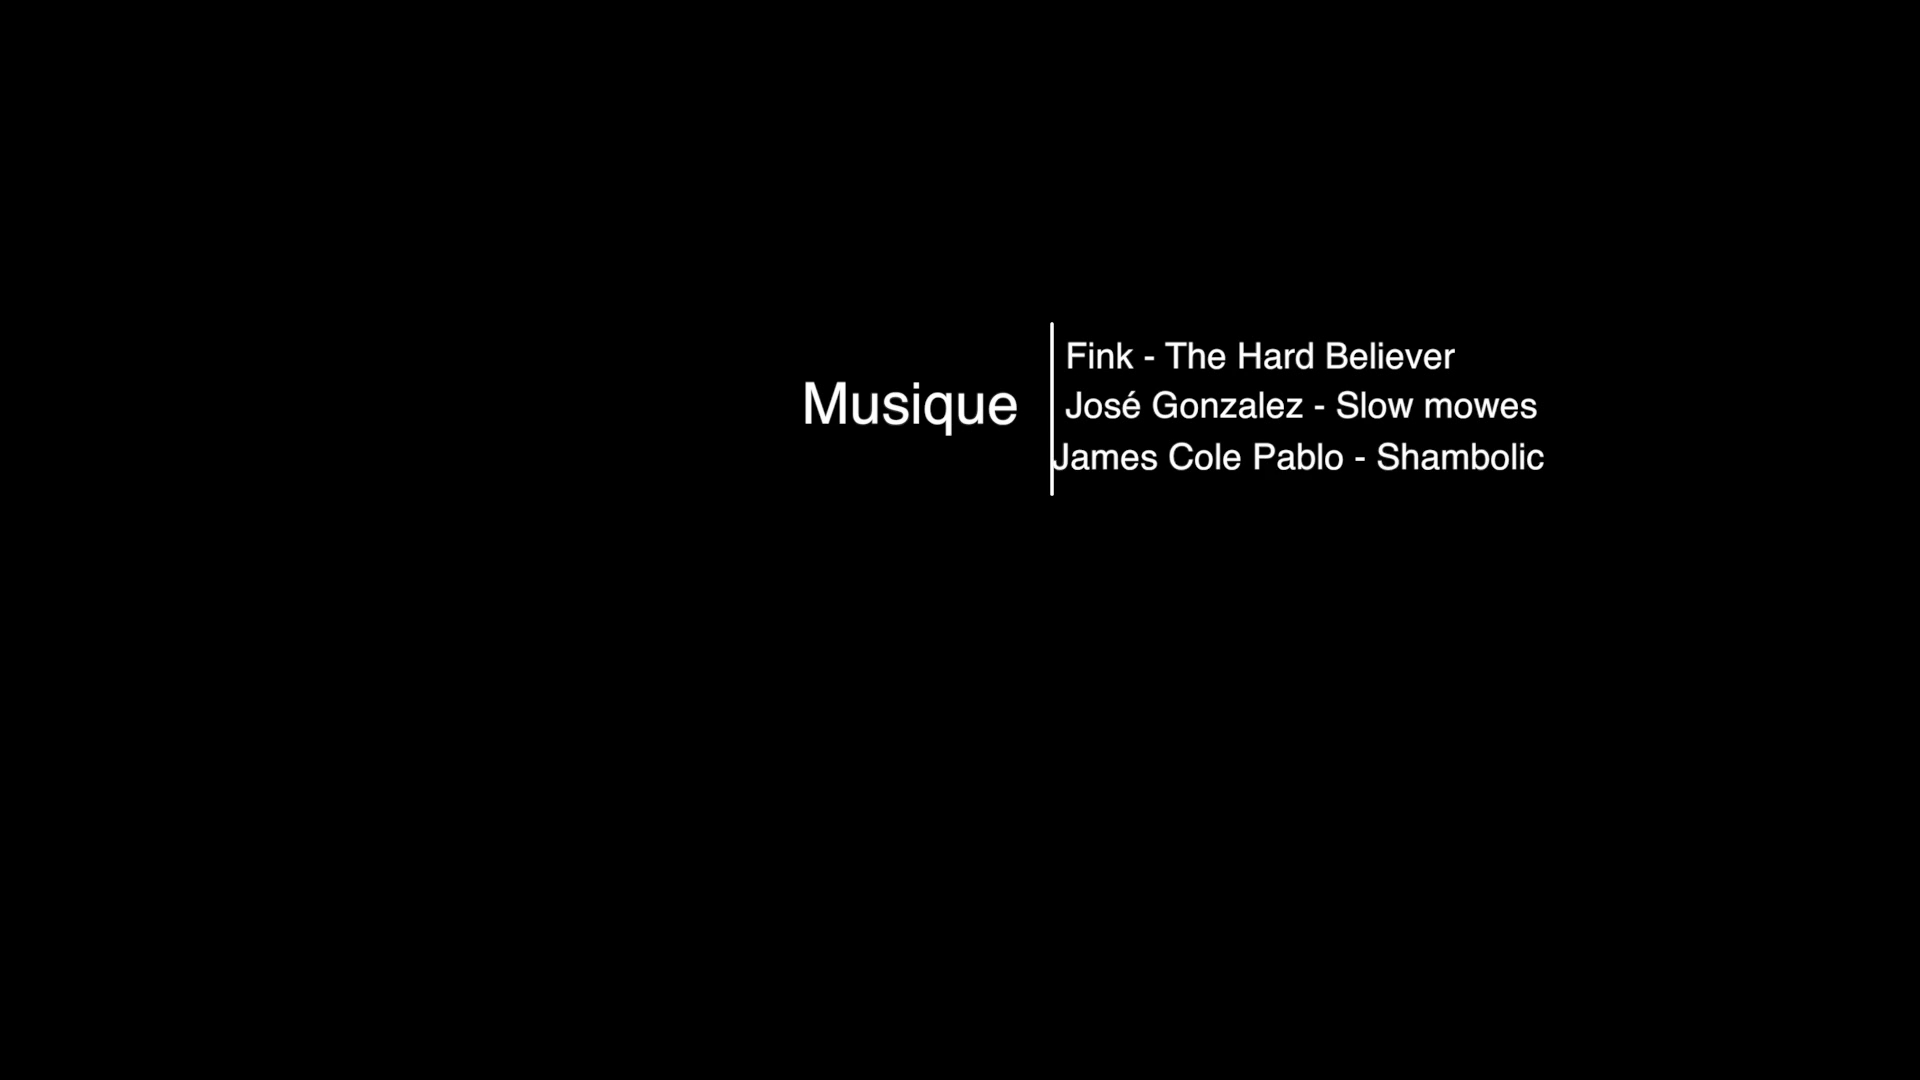 Musique
Fink - The Hard Believer
José Gonzalez - Slow mowes
James Cole Pablo - Shambolic